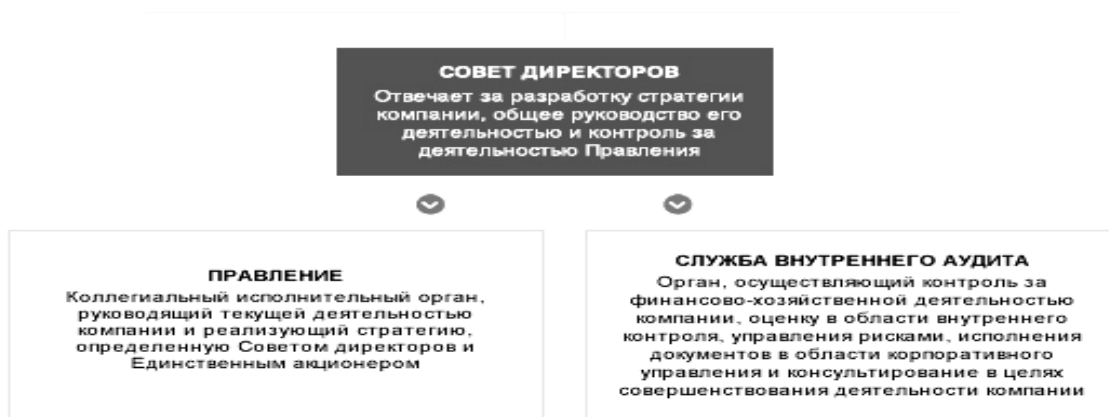 СОВЕТ ДИРЕКТОРОВ
Отвечает за разработку стратегии
компании, общее руководство его
деятельностью и контроль за
деятельностью Правления
ПРАВЛЕНИЕ
Коллегиальный исполнительный орган,
руководящий текущей деятельностью
компании и реализующий стратегию,
определенную Советом директоров и
Единственным акционером
СЛУЖБА ВНУТРЕННЕГО АУДИТА
Орган, осуществляющий контроль за
финансово-хозяйственной деятельностью
компании, оценку в области внутреннего
контроля, управления рисками, исполнения
документов в области корпоративного
управления и консультирование в целях
совершенствования деятельности компании